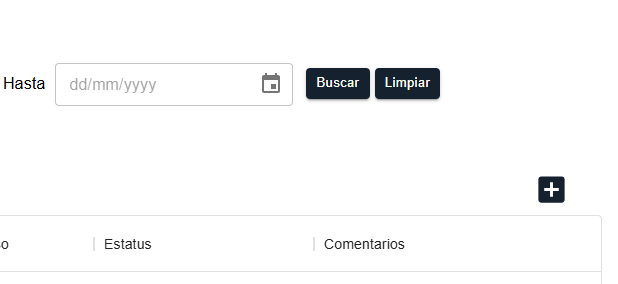 Hasta dd/mm/yyyy Buscar Limpiar
Estatus Comentarios